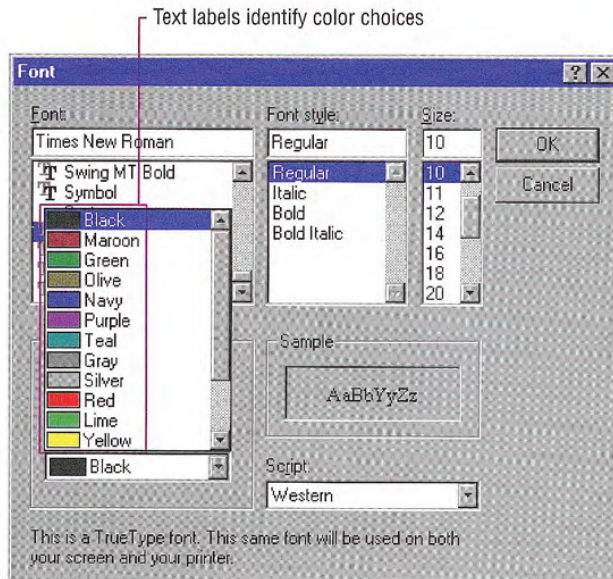 Text labels identify color choices
Font
Font:
Font style:
Size:
Times New Roman
Regular
10
OK
Cancel
Swing MT Bold
Symbol
Regular
Italic
Bold
Bold Italic
10
11
12
14
16
18
20
Black
Maroon
Green
Olive
Navy
Purple
Teal
Gray
Silver
Red
Lime
Yellow
Black
Sample
AaBbYyZz
Script:
Western
This is a TrueType font. This same font will be used on both
your screen and your printer.